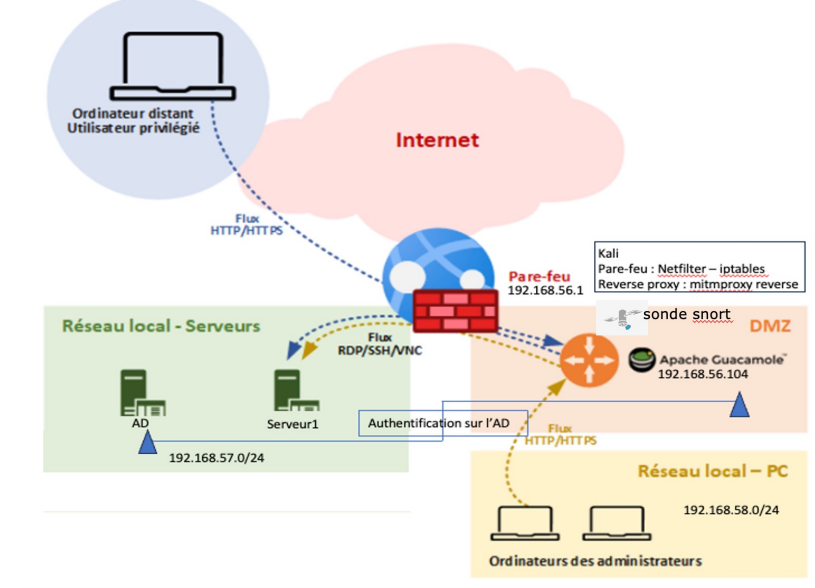 Ordinateur distant
Utilisateur privilégié
Internet
Flux
HTTP/HTTPS
Kali
Pare-feu : Netfilter – iptables
Reverse proxy : mitmproxy reverse
Pare-feu
192.168.56.1
sonde snort
DMZ
Réseau local - Serveurs
Flux
RDP/SSH/VNC
Apache Guacamole™
192.168.56.104
AD
Serveur1
Authentification sur l'AD
Flux
HTTP/HTTPS
192.168.57.0/24
Réseau local – PC
192.168.58.0/24
Ordinateurs des administrateurs